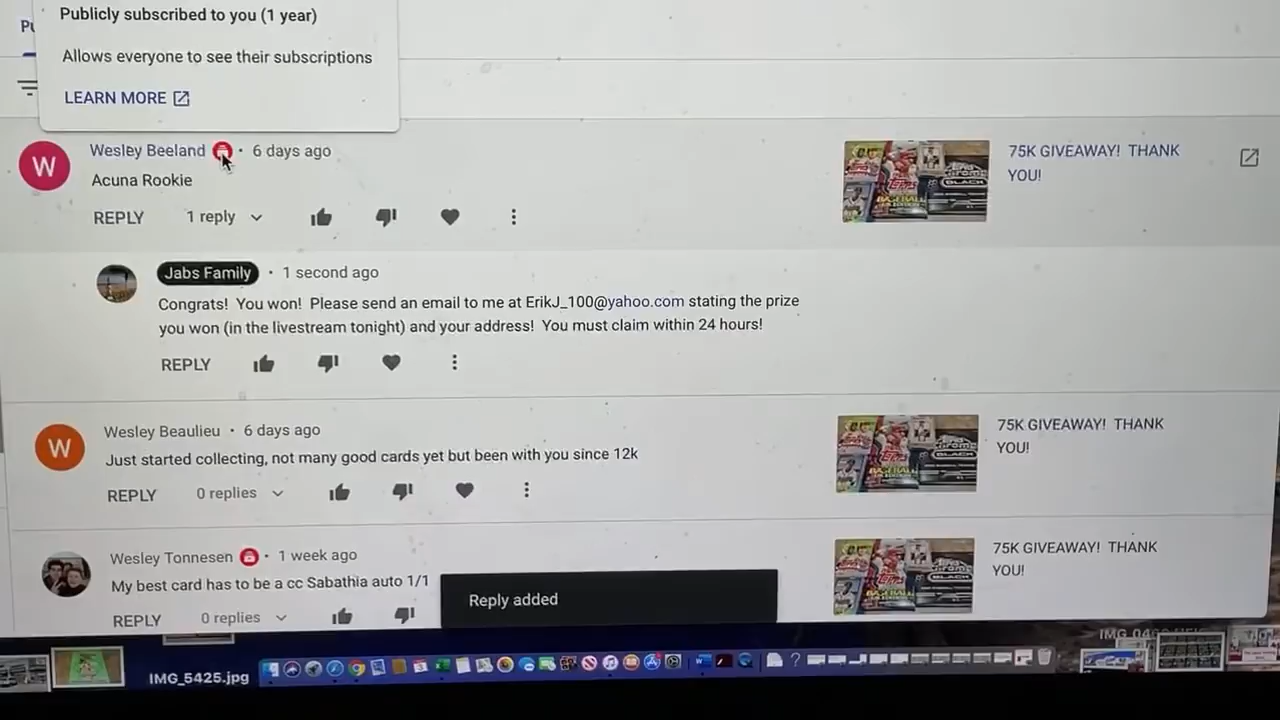 Publicly subscribed to you (1 year)
Allows everyone to see their subscriptions
LEARN MORE
W
Wesley Beeland · 6 days ago
Acuna Rookie
REPLY 1 reply
75K GIVEAWAY! THANK
YOU!
Jabs Family · 1 second ago
Congrats! You won! Please send an email to me at ErikJ_100@yahoo.com stating the prize
you won (in the livestream tonight) and your address! You must claim within 24 hours!
REPLY
W
Wesley Beaulieu · 6 days ago
Just started collecting, not many good cards yet but been with you since 12k
REPLY 0 replies
75K GIVEAWAY! THANK
YOU!
Wesley Tonnesen · 1 week ago
My best card has to be a cc Sabathia auto 1/1
REPLY 0 replies
75K GIVEAWAY! THANK
YOU!
Reply added
IMG_5425.jpg